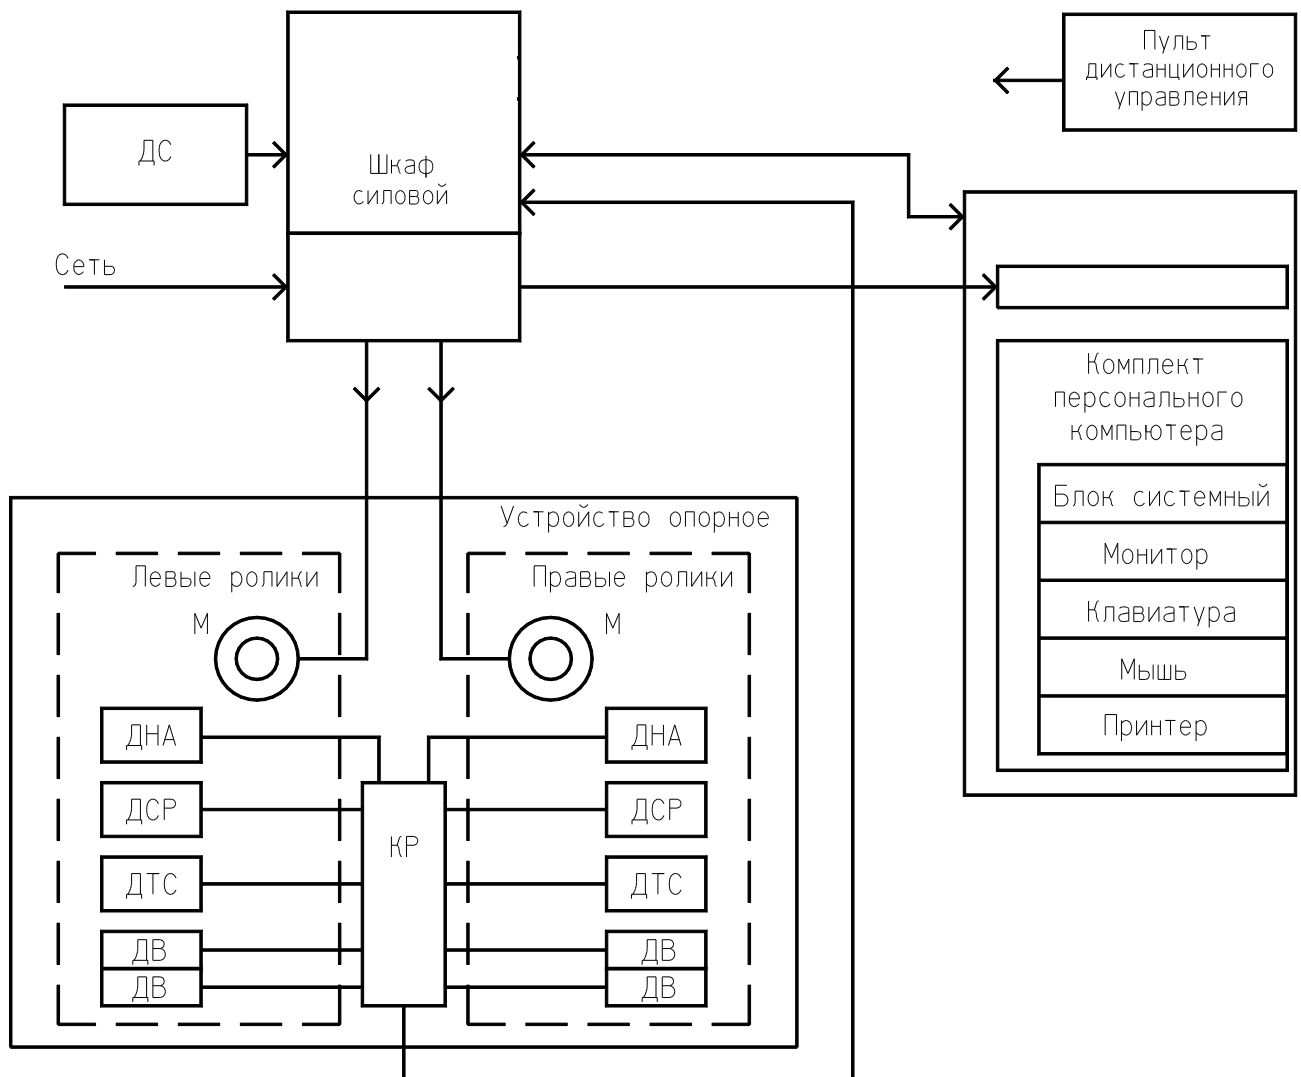 Пульт
дистанционного
управления
ДС
Шкаф
силовой
Сеть
Комплект
персонального
компьютера
Блок системный
Монитор
Клавиатура
Мышь
Принтер
Устройство опорное
Левые ролики
Правые ролики
М
М
ДНА
ДНА
ДСР
ДСР
КР
ДТС
ДТС
ДВ
ДВ
ДВ
ДВ